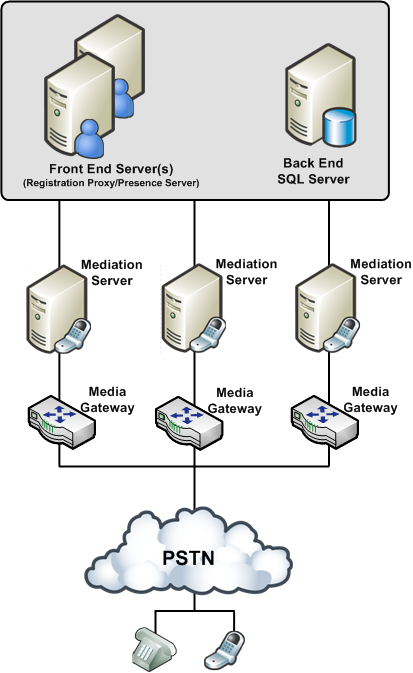 Front End Server(s)
(Registration Proxy/Presence Server)
Back End
SQL Server
Mediation
Server
Mediation
Server
Mediation
Server
Media
Gateway
Media
Gateway
Media
Gateway
PSTN